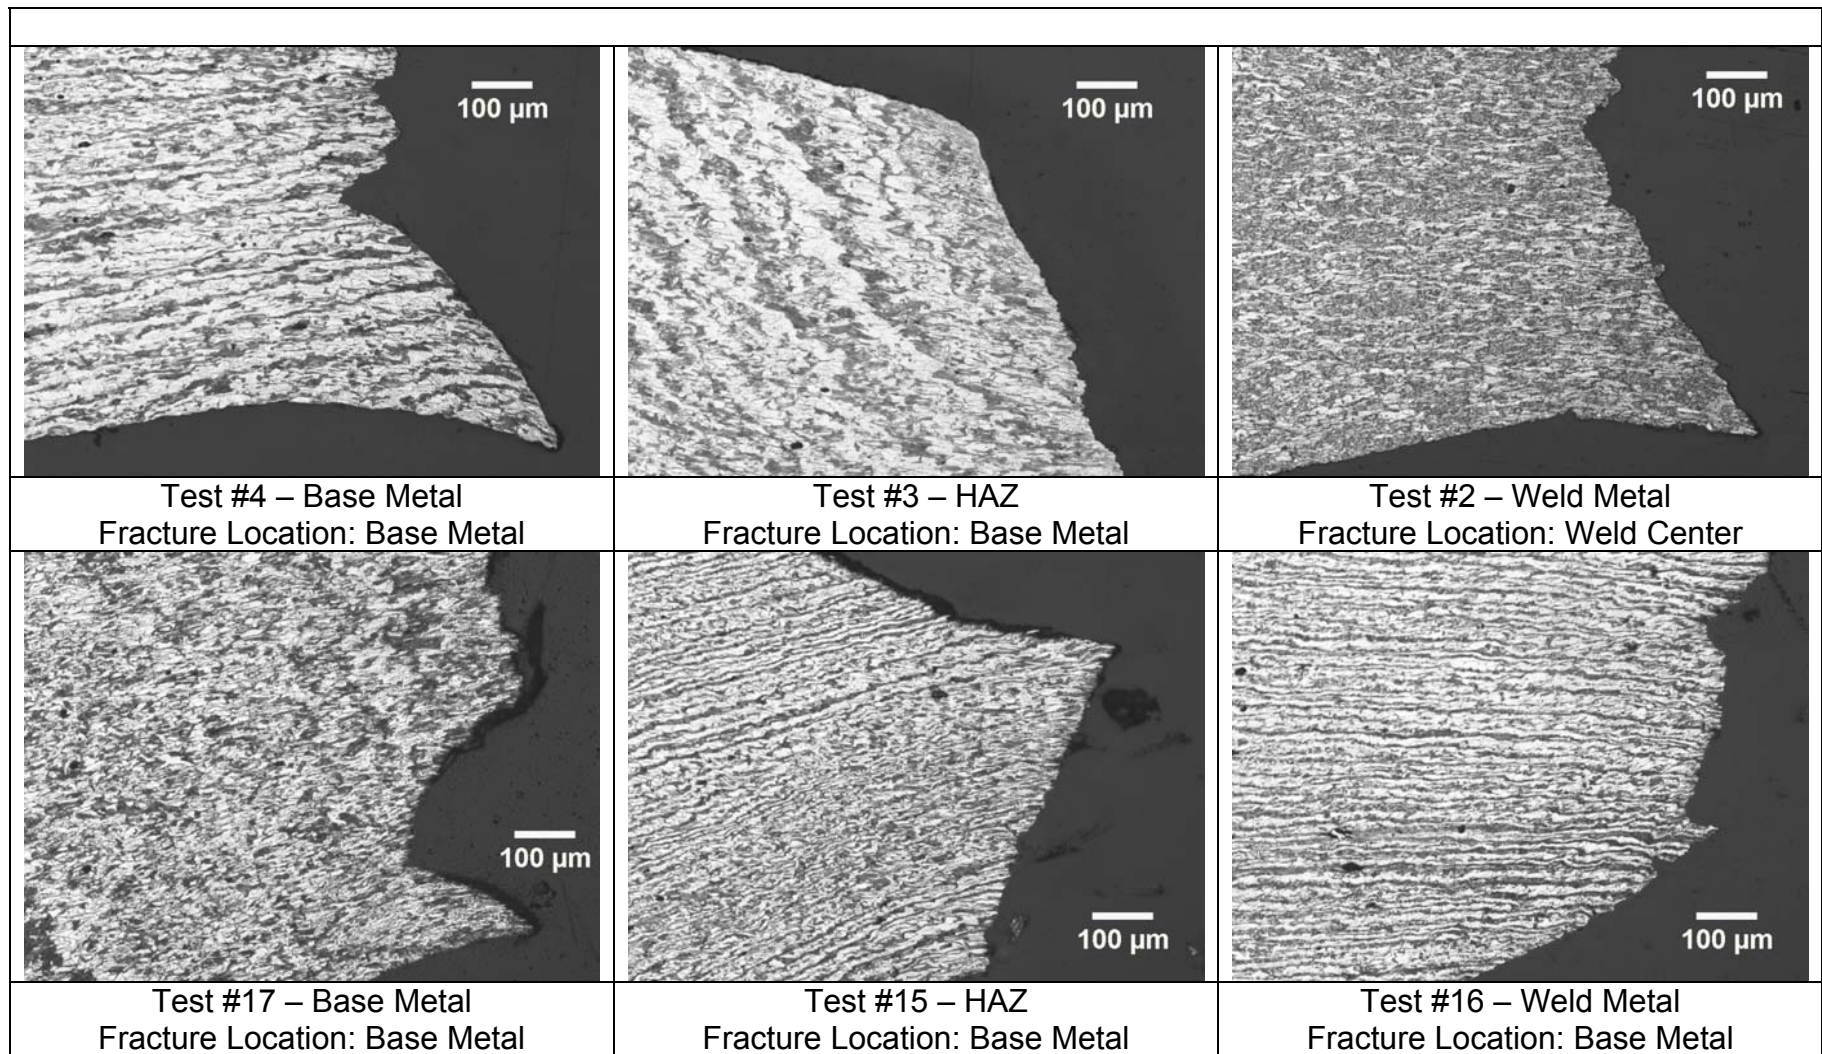 100 µm
100 µm
100 µm
Test #4 – Base Metal
Fracture Location: Base Metal
Test #3 – HAZ
Fracture Location: Base Metal
Test #2 – Weld Metal
Fracture Location: Weld Center
100 µm
100 µm
100 µm
Test #17 – Base Metal
Fracture Location: Base Metal
Test #15 – HAZ
Fracture Location: Base Metal
Test #16 – Weld Metal
Fracture Location: Base Metal